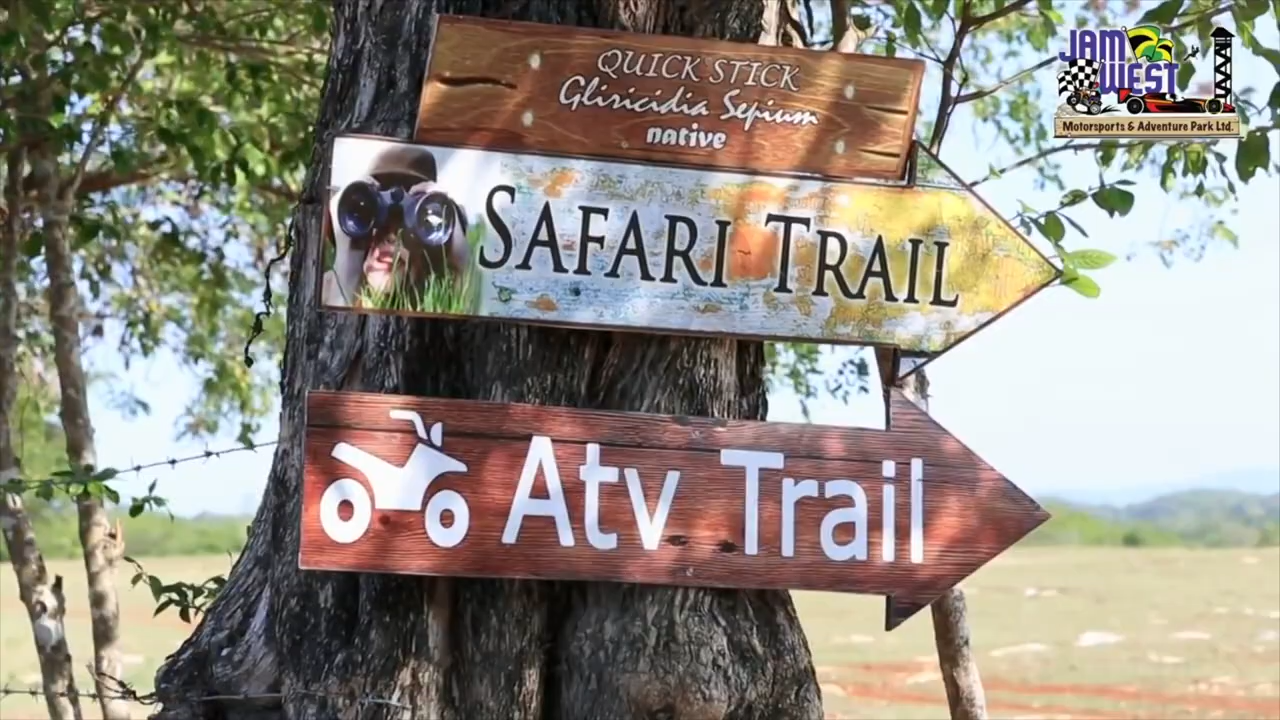 QUICK STICK
Gliricidia Sepium
native
SAFARI TRAIL
Atv Trail
JAM
WEST
Motorsports & Adventure Park Ltd.